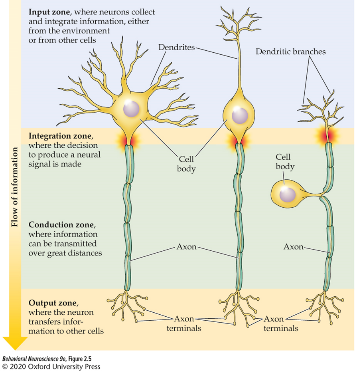 Input zone, where neurons collect
and integrate information, either
from the environment
or from other cells
Dendrites
Dendritic branches
Integration zone,
where the decision
to produce a neural
signal is made
Cell
body
Cell
body
Flow of information
Conduction zone,
where information
can be transmitted
over great distances
Axon
Axon
Output zone,
where the neuron
transfers infor-
mation to other cells
Axon
terminals
Axon
terminals
Behavioral Neuroscience 9e, Figure 2.5
© 2020 Oxford University Press